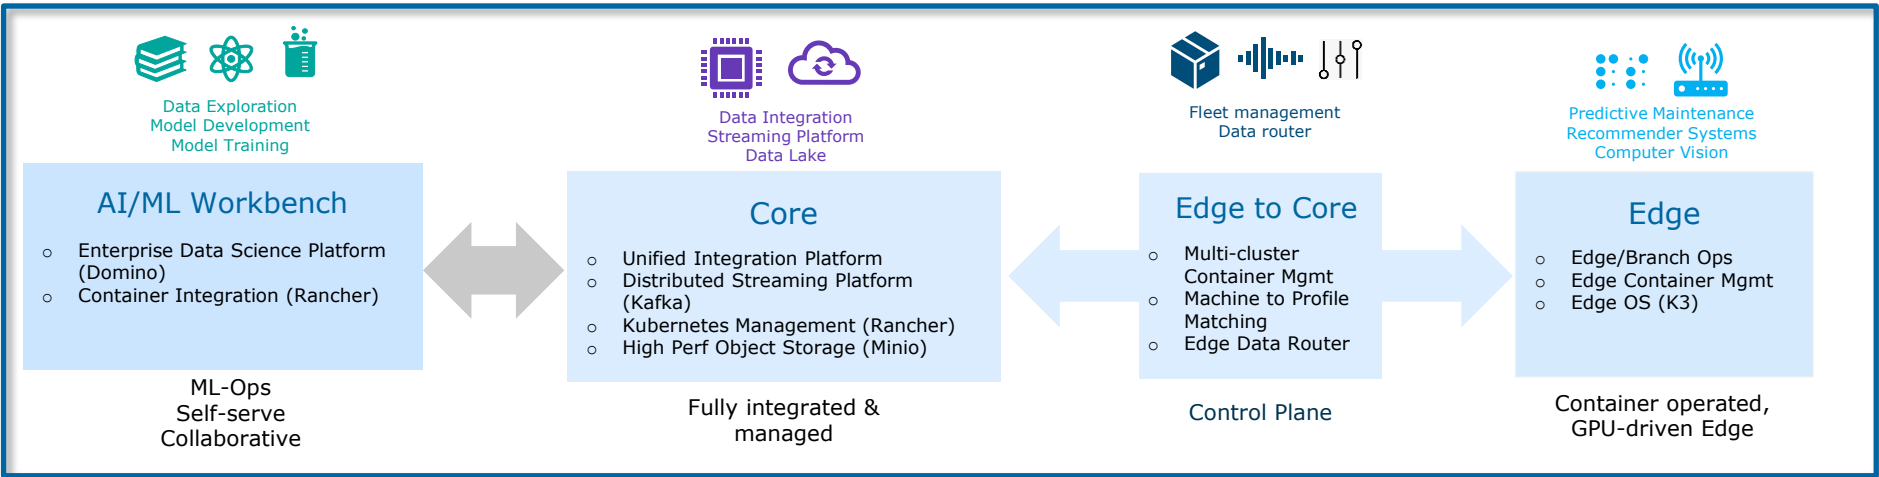 Data Exploration
Model Development
Model Training
AI/ML Workbench
o Enterprise Data Science Platform
(Domino)
o Container Integration (Rancher)
ML-Ops
Self-serve
Collaborative
Data Integration
Streaming Platform
Data Lake
Core
o Unified Integration Platform
o Distributed Streaming Platform
(Kafka)
o Kubernetes Management (Rancher)
o High Perf Object Storage (Minio)
Fully integrated &
managed
Fleet management
Data router
Edge to Core
o Multi-cluster
Container Mgmt
o Machine to Profile
Matching
o Edge Data Router
Control Plane
Predictive Maintenance
Recommender Systems
Computer Vision
Edge
o Edge/Branch Ops
o Edge Container Mgmt
o Edge OS (K3)
Container operated,
GPU-driven Edge